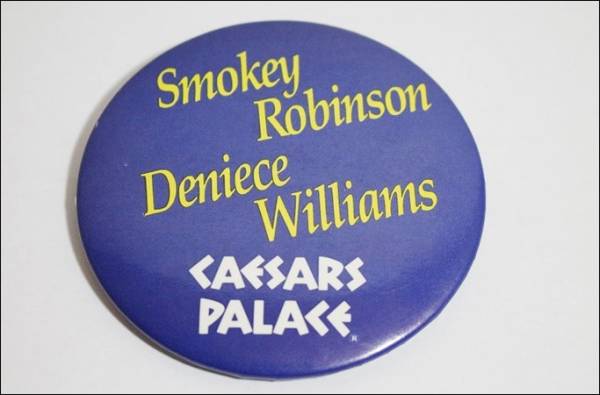 Smokey
Robinson
Deniece
Williams
CAESARS
PALACE